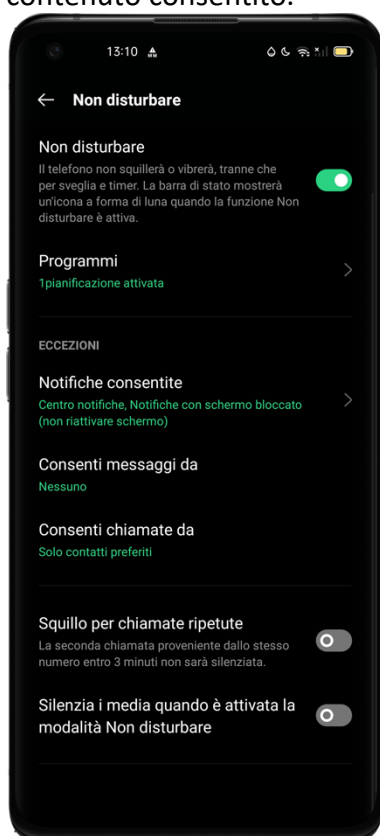 contenuto consentito.
13:10
Non disturbare
Non disturbare
Il telefono non squillerà o vibrerà, tranne che
per sveglia e timer. La barra di stato mostrerà
un'icona a forma di luna quando la funzione Non
disturbare è attiva.
Programmi
1pianificazione attivata
ECCEZIONI
Notifiche consentite
Centro notifiche, Notifiche con schermo bloccato
(non riattivare schermo)
Consenti messaggi da
Nessuno
Consenti chiamate da
Solo contatti preferiti
Squillo per chiamate ripetute
La seconda chiamata proveniente dallo stesso
numero entro 3 minuti non sarà silenziata.
Silenzia i media quando è attivata la
modalità Non disturbare